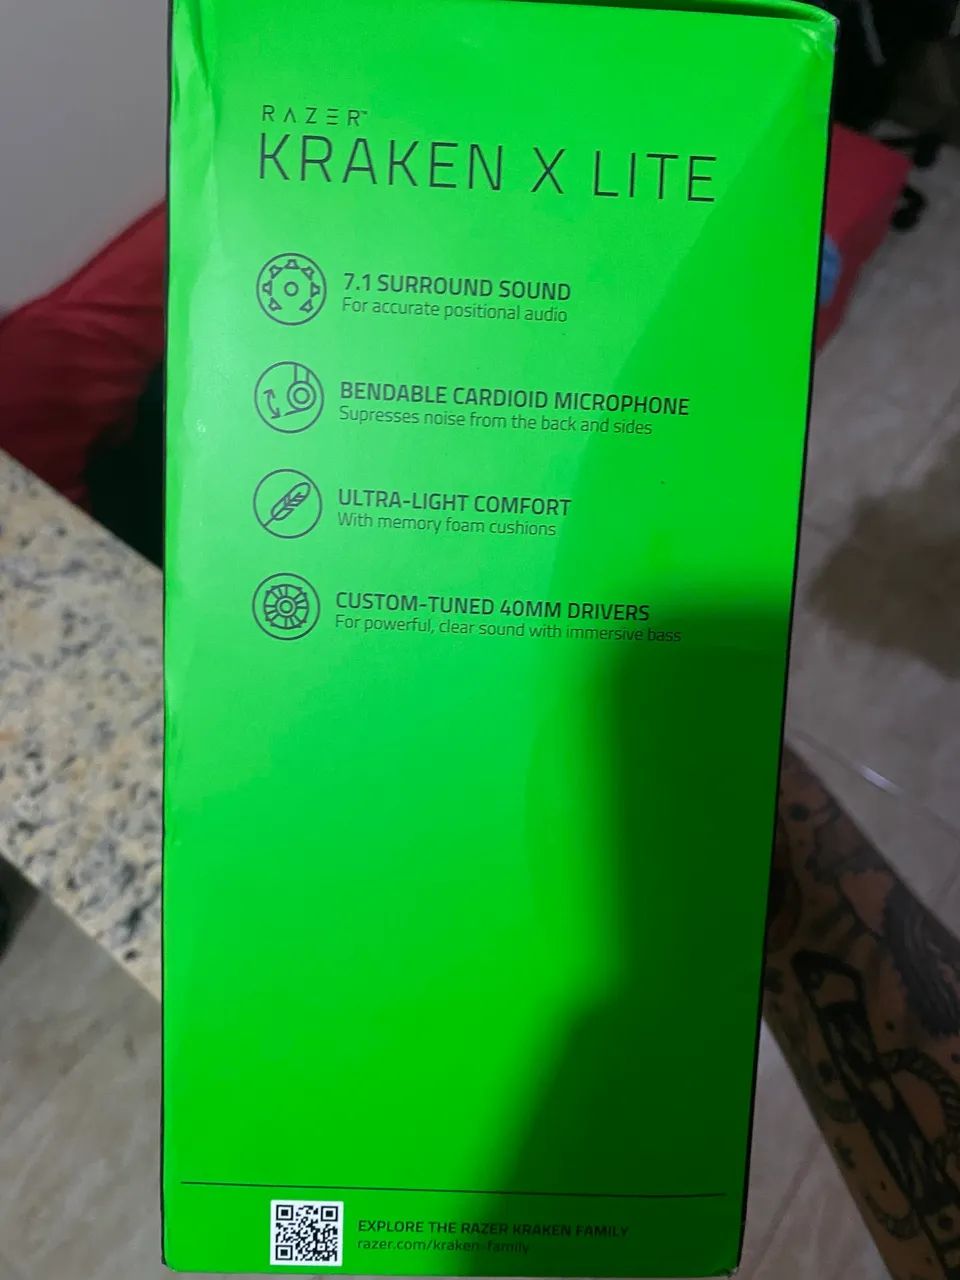 RAZER™
KRAKEN X LITE
7.1 SURROUND SOUND
For accurate positional audio
BENDABLE CARDIOID MICROPHONE
Supresses noise from the back and sides
ULTRA-LIGHT COMFORT
With memory foam cushions
CUSTOM-TUNED 40MM DRIVERS
For powerful, clear sound with immersive bass
EXPLORE THE RAZER KRAKEN FAMILY
razer.com/kraken-family